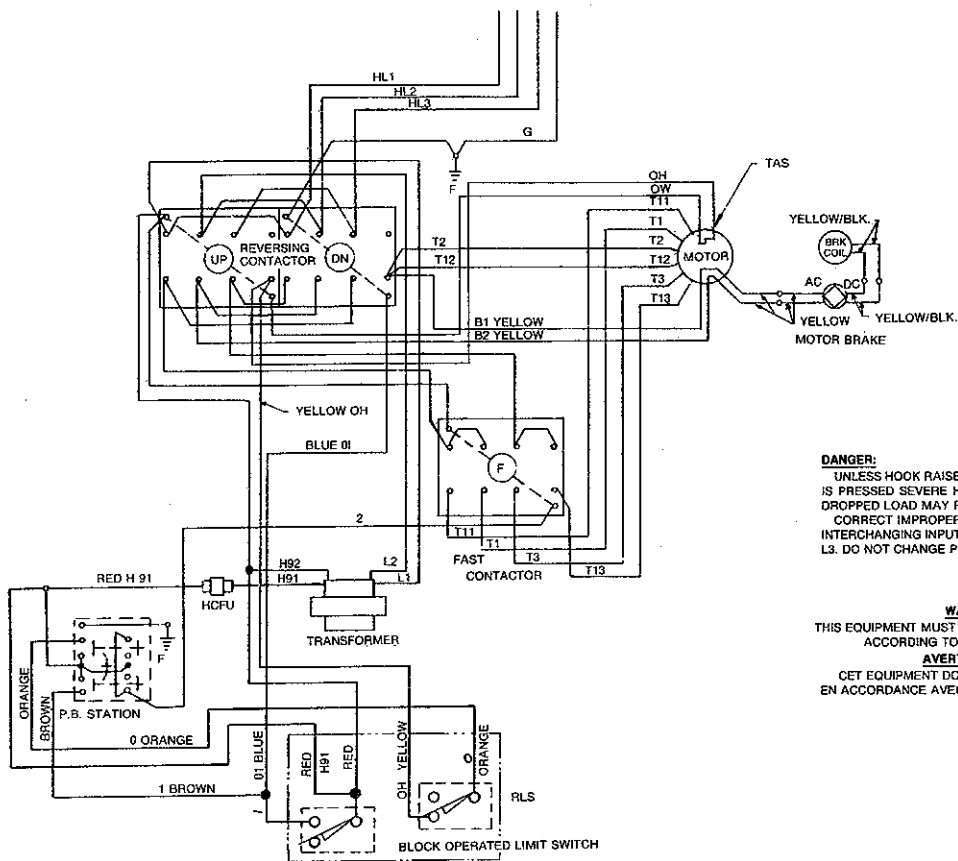 HL1
HL2
HL3
G
F
TAS
OH
OW
T11
T1
T2
T12
T3
T13
MOTOR
YELLOW/BLK.
BRK
COIL
AC
DC
YELLOW
YELLOW/BLK.
MOTOR BRAKE
REVERSING
CONTACTOR
UP
DN
T2
T12
B1 YELLOW
B2 YELLOW
YELLOW OH
BLUE 0I
F
2
T11
T1
T3
T13
FAST
CONTACTOR
DANGER:
UNLESS HOOK RAISE
IS PRESSED SEVERE H
DROPPED LOAD MAY
CORRECT IMPROPER
INTERCHANGING INPUT
L3. DO NOT CHANGE P
WA
THIS EQUIPMENT MUST
ACCORDING TO
AVERT
CET EQUIPMENT DO
EN ACCORDANCE AVEC
RED H 91
HCFU
H92
H91
L2
L1
TRANSFORMER
F
P.B. STATION
ORANGE
BROWN
0 ORANGE
1 BROWN
01 BLUE
RED
H91
RED
OH YELLOW
O
ORANGE
RLS
BLOCK OPERATED LIMIT SWITCH